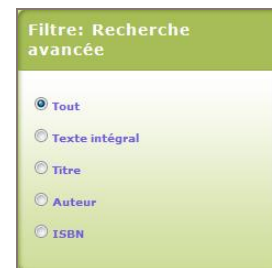 Filtre: Recherche
avancée
Tout
Texte intégral
Titre
Auteur
ISBN